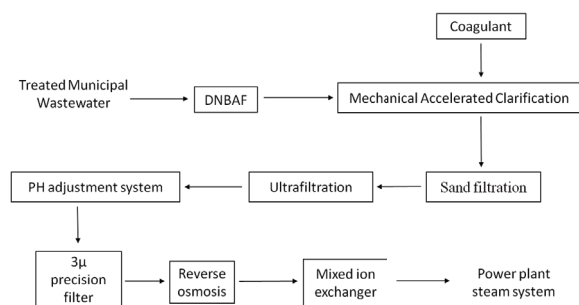 Coagulant
Treated Municipal
Wastewater
DNBAF
Mechanical Accelerated Clarification
PH adjustment system
Ultrafiltration
Sand filtration
3μ
precision
filter
Reverse
osmosis
Mixed ion
exchanger
Power plant
steam system